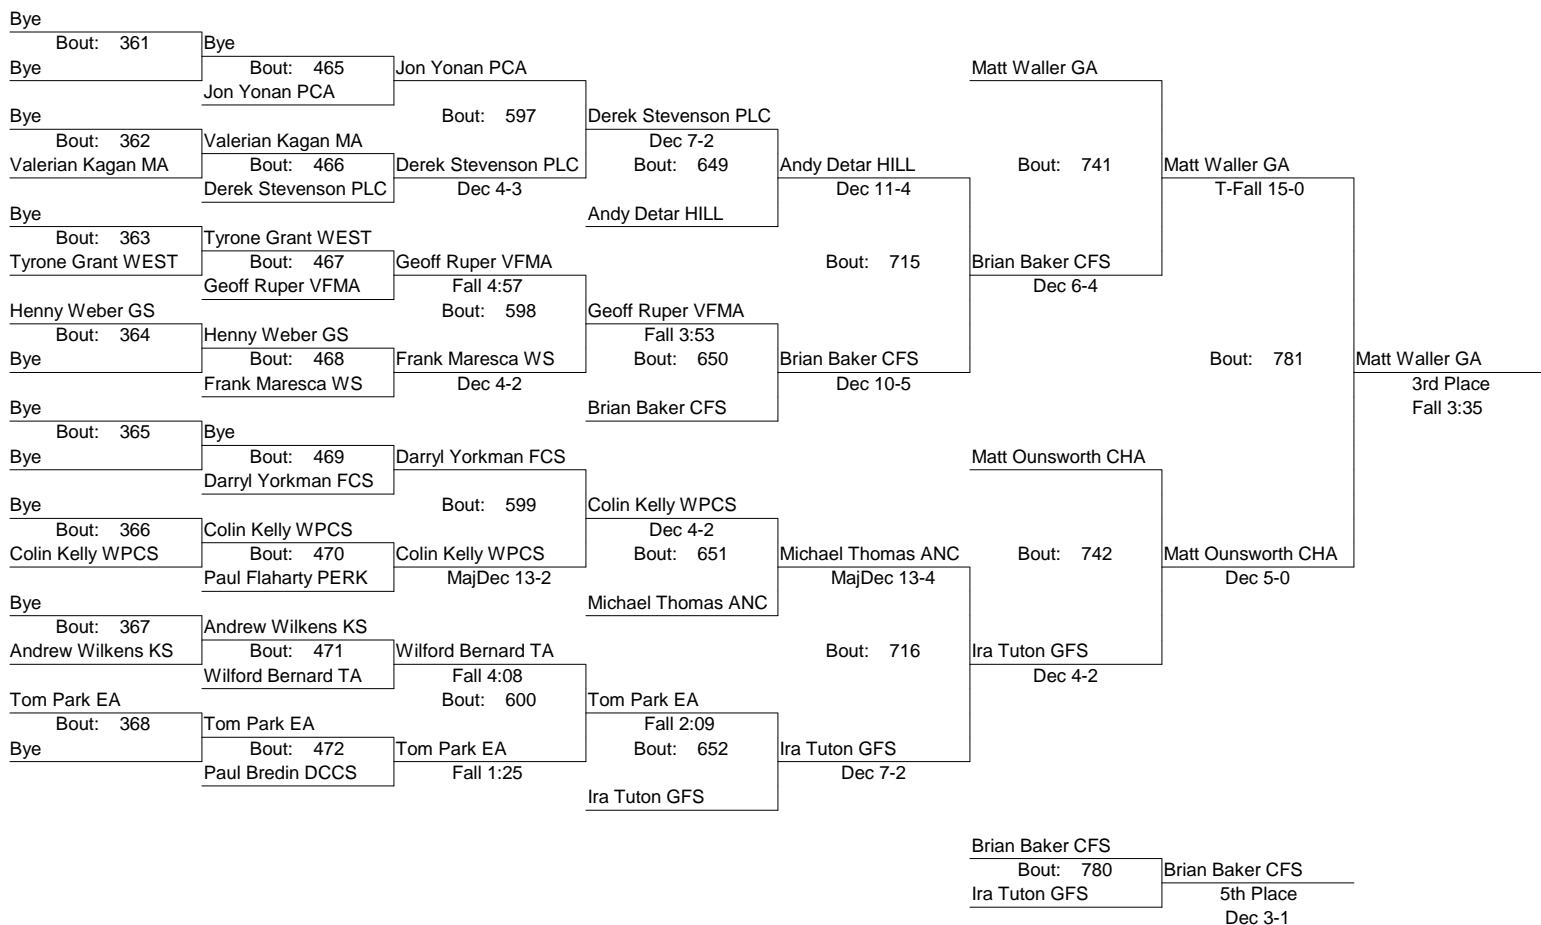 Bye
Bout: 361
Bye
Bye
Bout: 465
Jon Yonan PCA
Matt Waller GA
Bye
Jon Yonan PCA
Bye
Bout: 597
Derek Stevenson PLC
Bout: 362
Valerian Kagan MA
Dec 7-2
Valerian Kagan MA
Bout: 466
Derek Stevenson PLC
Bout: 649
Andy Detar HILL
Bout: 741
Matt Waller GA
Derek Stevenson PLC
Dec 4-3
Dec 11-4
T-Fall 15-0
Bye
Andy Detar HILL
Bout: 363
Tyrone Grant WEST
Tyrone Grant WEST
Bout: 467
Geoff Ruper VFMA
Bout: 715
Brian Baker CFS
Geoff Ruper VFMA
Fall 4:57
Dec 6-4
Henny Weber GS
Bout: 598
Geoff Ruper VFMA
Bout: 364
Henny Weber GS
Fall 3:53
Bye
Bout: 468
Frank Maresca WS
Bout: 650
Brian Baker CFS
Bout: 781
Matt Waller GA
Frank Maresca WS
Dec 4-2
Dec 10-5
3rd Place
Bye
Brian Baker CFS
Fall 3:35
Bout: 365
Bye
Bye
Bout: 469
Darryl Yorkman FCS
Matt Ounsworth CHA
Darryl Yorkman FCS
Bye
Bout: 599
Colin Kelly WPCS
Bout: 366
Colin Kelly WPCS
Dec 4-2
Colin Kelly WPCS
Bout: 470
Colin Kelly WPCS
Bout: 651
Michael Thomas ANC
Bout: 742
Matt Ounsworth CHA
Paul Flaharty PERK
MajDec 13-2
MajDec 13-4
Dec 5-0
Bye
Michael Thomas ANC
Bout: 367
Andrew Wilkens KS
Andrew Wilkens KS
Bout: 471
Wilford Bernard TA
Bout: 716
Ira Tuton GFS
Wilford Bernard TA
Fall 4:08
Dec 4-2
Tom Park EA
Bout: 600
Tom Park EA
Bout: 368
Tom Park EA
Fall 2:09
Bye
Bout: 472
Tom Park EA
Bout: 652
Ira Tuton GFS
Paul Bredin DCCS
Fall 1:25
Dec 7-2
Ira Tuton GFS
Brian Baker CFS
Bout: 780
Brian Baker CFS
Ira Tuton GFS
5th Place
Dec 3-1